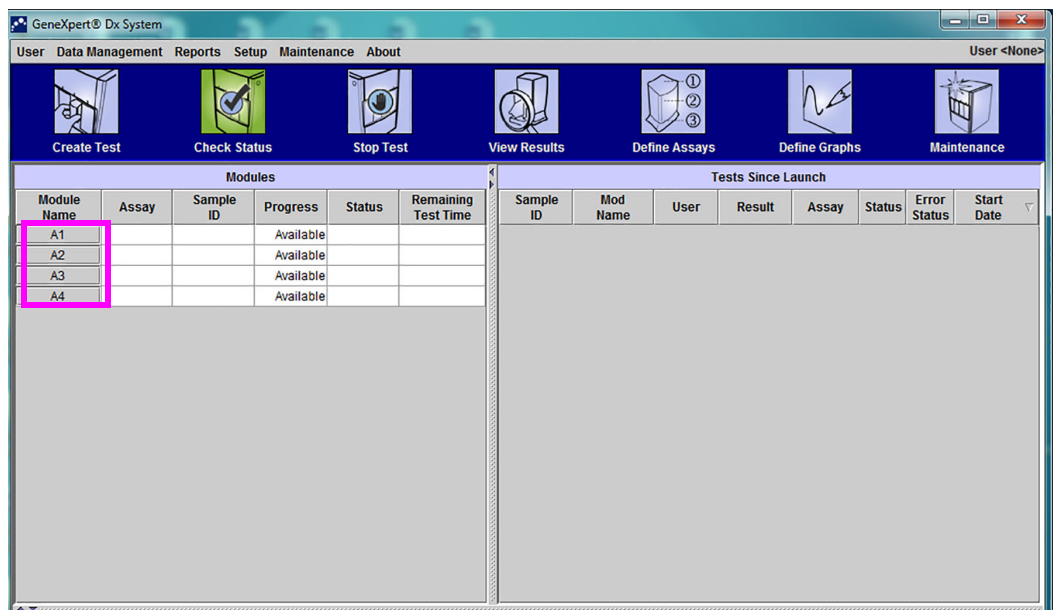 GeneXpert® Dx System
User Data Management Reports Setup Maintenance About User <None>
Create Test Check Status Stop Test View Results Define Assays Define Graphs Maintenance
1
2
3
Modules
Tests Since Launch
Module Name Assay Sample ID Progress Status Remaining Test Time
Sample ID Mod Name User Result Assay Status Error Status Start Date
A1 Available
A2 Available
A3 Available
A4 Available